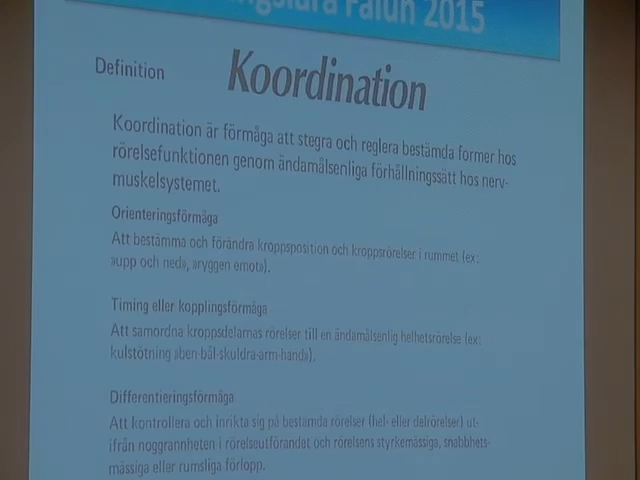 Falun 2015
Definition
Koordination
Koordination är förmåga att stegra och reglera bestämda former hos
rörelsefunktionen genom ändamålsenliga förhållningssätt hos nerv-
muskelsystemet.
Orienteringsförmåga
Att bestämma och förändra kroppsposition och kroppsrörelser i rummet (ex:
»upp och ned», »ryggen emot»).
Timing eller kopplingsförmåga
Att samordna kroppsdelarnas rörelser till en ändamålsenlig helhetsrörelse (ex:
kulstötning »ben-bål-skuldra-arm-hand»).
Differentieringsförmåga
Att kontrollera och inrikta sig på bestämda rörelser (hel- eller delrörelser) ut-
ifrån noggrannheten i rörelseutförandet och rörelsens styrkemässiga, snabbhets-
mässiga eller rumsliga förlopp.